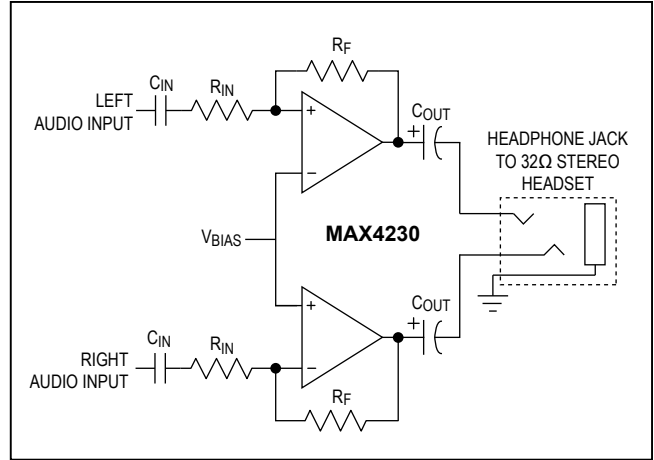 RF
CIN
RIN
LEFT
AUDIO INPUT
+
−
COUT
+
HEADPHONE JACK
TO 32Ω STEREO
HEADSET
VBIAS
MAX4230
COUT
+
+
−
CIN
RIN
RIGHT
AUDIO INPUT
RF